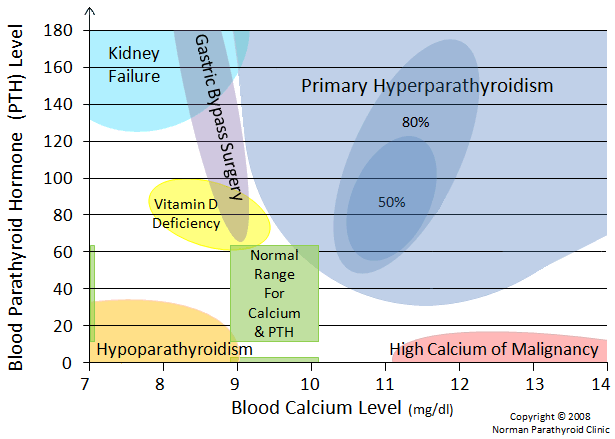 Blood Parathyroid Hormone (PTH) Level
180
160
140
120
100
80
60
40
20
0
Kidney
Failure
Gastric Bypass Surgery
Primary Hyperparathyroidism
80%
50%
Vitamin D
Deficiency
Normal
Range
For
Calcium
& PTH
Hypoparathyroidism
High Calcium of Malignancy
7 8 9 10 11 12 13 14
Blood Calcium Level (mg/dl)
Copyright © 2008
Norman Parathyroid Clinic